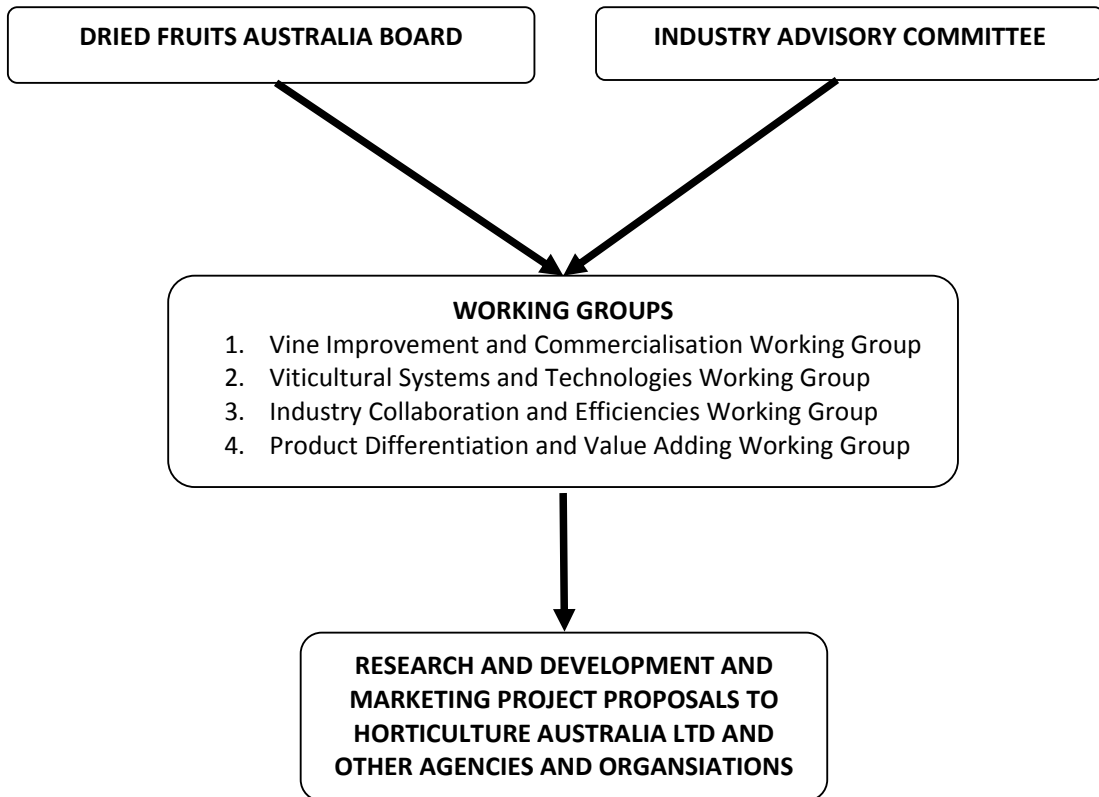 DRIED FRUITS AUSTRALIA BOARD
INDUSTRY ADVISORY COMMITTEE
WORKING GROUPS
1. Vine Improvement and Commercialisation Working Group
2. Viticultural Systems and Technologies Working Group
3. Industry Collaboration and Efficiencies Working Group
4. Product Differentiation and Value Adding Working Group
RESEARCH AND DEVELOPMENT AND
MARKETING PROJECT PROPOSALS TO
HORTICULTURE AUSTRALIA LTD AND
OTHER AGENCIES AND ORGANSIATIONS